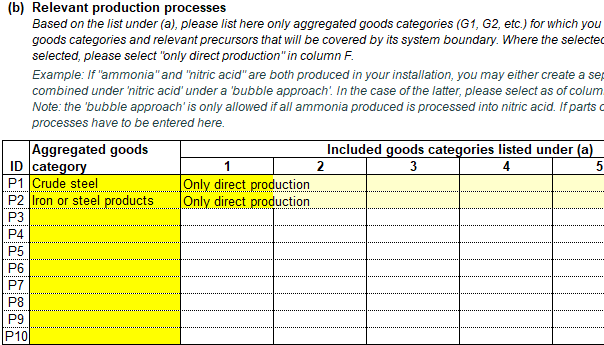 (b) Relevant production processes
Based on the list under (a), please list here only aggregated goods categories (G1, G2, etc.) for which you
goods categories and relevant precursors that will be covered by its system boundary. Where the selected
selected, please select "only direct production" in column F.
Example: If "ammonia" and "nitric acid" are both produced in your installation, you may either create a sep
combined under 'nitric acid' under a 'bubble approach'. In the case of the latter, please select as of colum
Note: the 'bubble approach' is only allowed if all ammonia produced is processed into nitric acid. If parts o
processes have to be entered here.
Aggregated goods Included goods categories listed under (a)
ID category 1 2 3 4 5
P1 Crude steel Only direct production
P2 Iron or steel products Only direct production
P3
P4
P5
P6
P7
P8
P9
P10